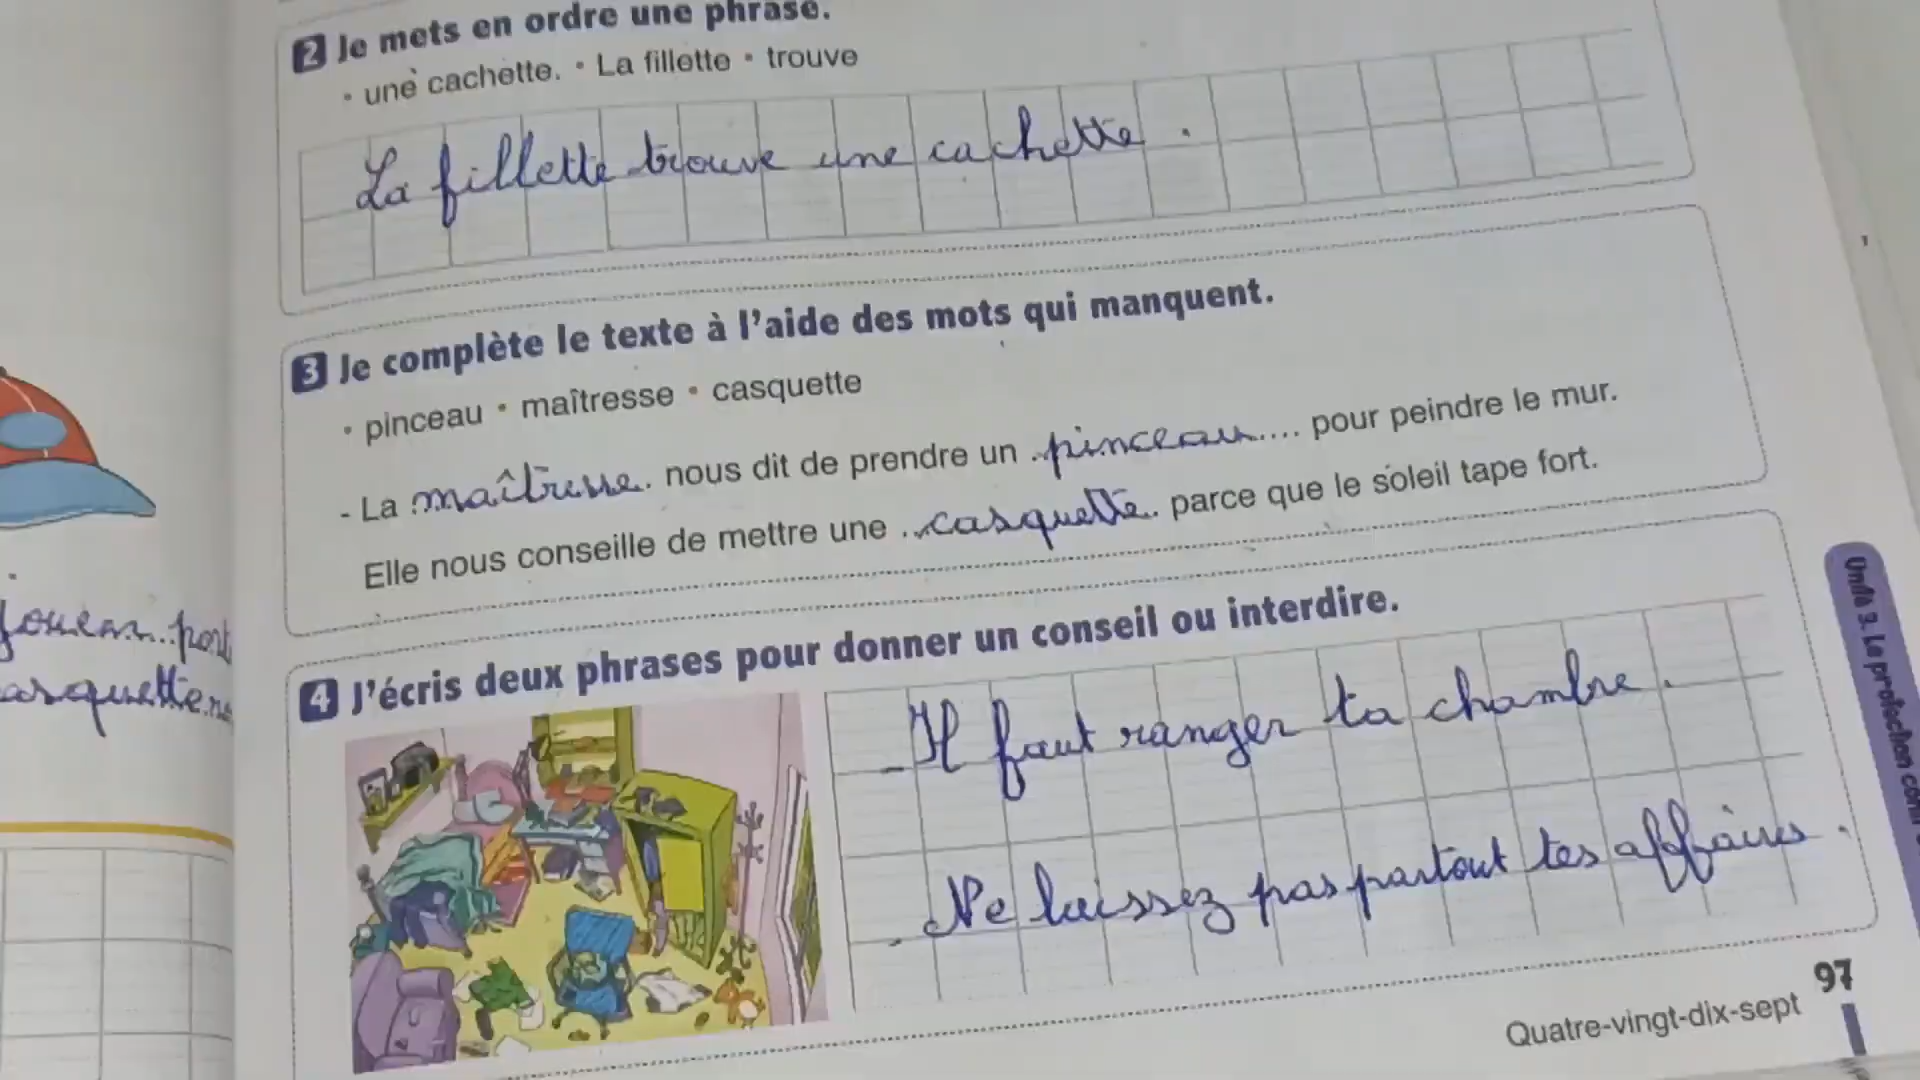 2 Je mets en ordre une phrase.
• une cachette. • La fillette • trouve
La fillette trouve une cachette.
3 Je complète le texte à l'aide des mots qui manquent.
• pinceau • maîtresse • casquette
- La maîtresse. nous dit de prendre un .pinceau.... pour peindre le mur.
Elle nous conseille de mettre une ..casquette. parce que le soleil tape fort.
4 J'écris deux phrases pour donner un conseil ou interdire.
- Il faut ranger ta chambre.
- Ne laissez pas partout tes affaires.
97
Quatre-vingt-dix-sept
Unité 3. La protection